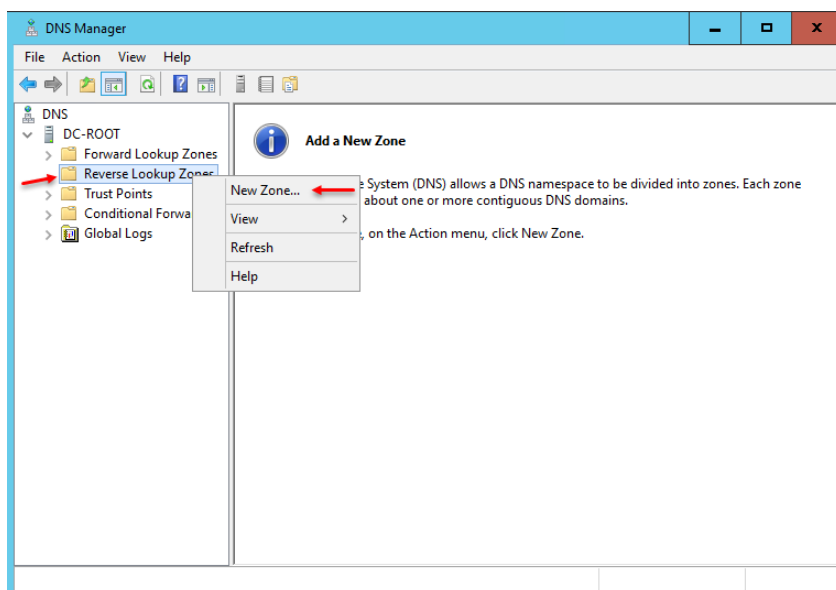 DNS Manager
File Action View Help
DNS
DC-ROOT
Forward Lookup Zones
Reverse Lookup Zones
Trust Points
Conditional Forwa
Global Logs
New Zone...
View
Refresh
Help
Add a New Zone
System (DNS) allows a DNS namespace to be divided into zones. Each zone
about one or more contiguous DNS domains.
, on the Action menu, click New Zone.